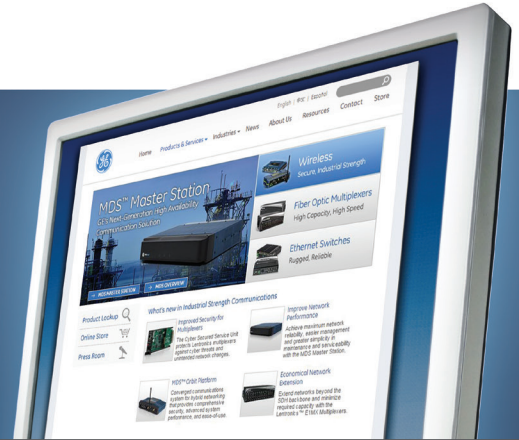 English | 中文 | Español
Home Products & Services Industries News About Us Resources Contact Store
MDS™ Master Station
GE's Next-Generation High Availability
Communication Solution
MDS MASTER STATION MDS OVERVIEW
Wireless
Secure, Industrial Strength
Fiber Optic Multiplexers
High Capacity, High Speed
Ethernet Switches
Rugged, Reliable
Product Lookup
Online Store
Press Room
What's new in Industrial Strength Communications
Improved Security for
Multiplexers
The Cyber Secured Service Unit
protects Lentronics multiplexers
against cyber threats and
unintended network changes.
Improve Network
Performance
Achieve maximum network
reliability, easier management
and greater simplicity in
maintenance and serviceability
with the MDS Master Station.
MDS™ Orbit Platform
Converged communications
system for hybrid networking
that provides comprehensive
security, advanced system
performance, and ease-of-use.
Economical Network
Extension
Extend networks beyond the
SDH backbone and minimize
required capacity with the
Lentronics™ E1MX Multiplexers.